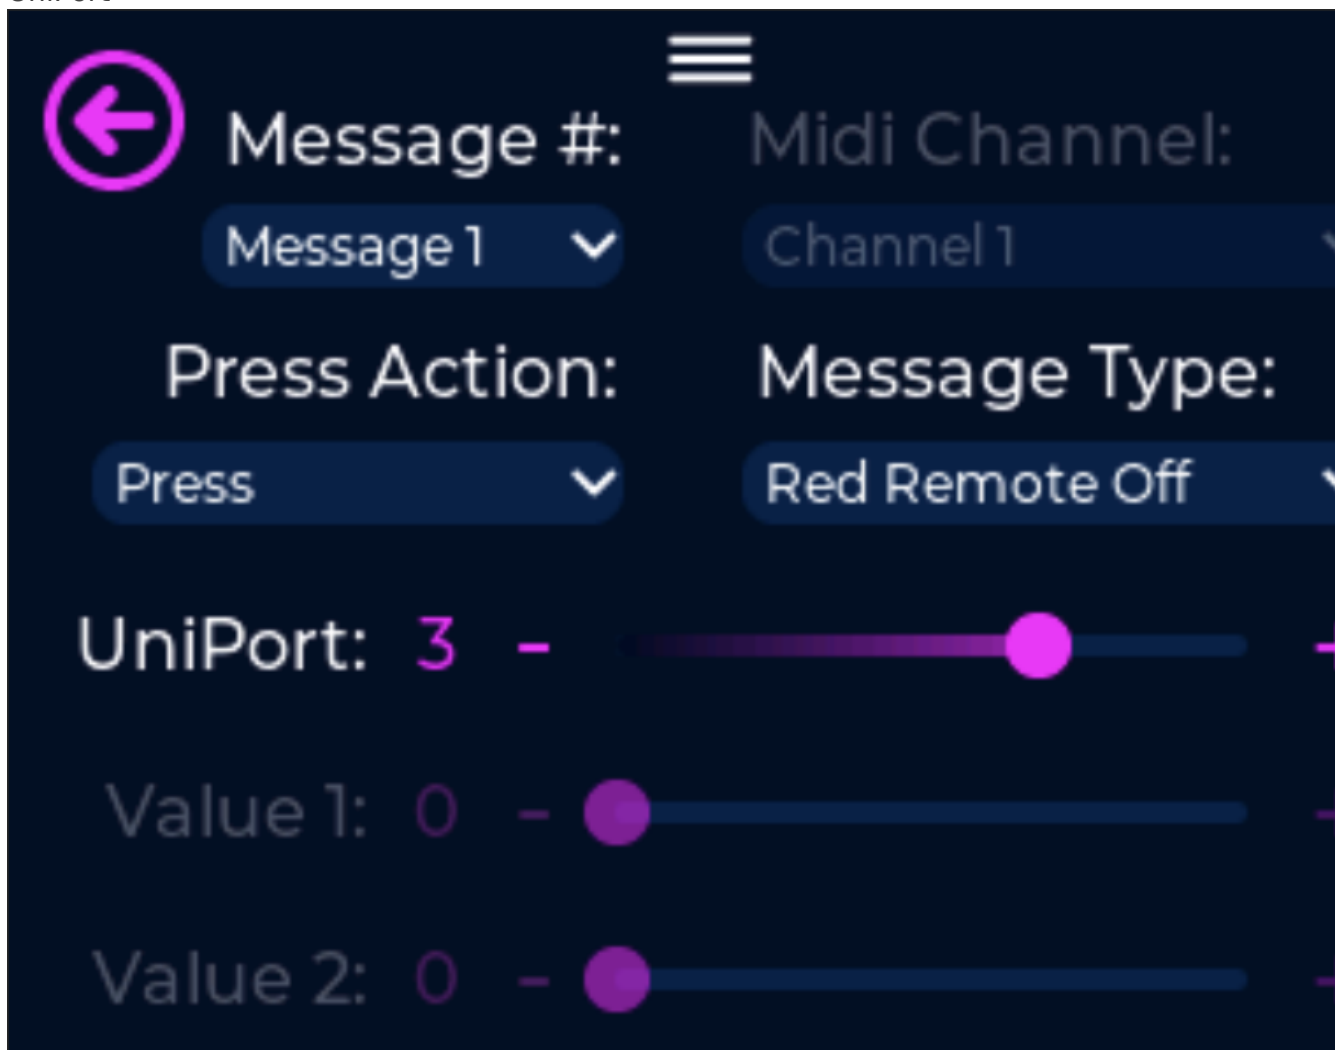 Message #:
Midi Channel:
Message 1
Channel 1
Press Action:
Message Type:
Press
Red Remote Off
UniPort: 3 -
Value 1: 0 -
Value 2: 0 -